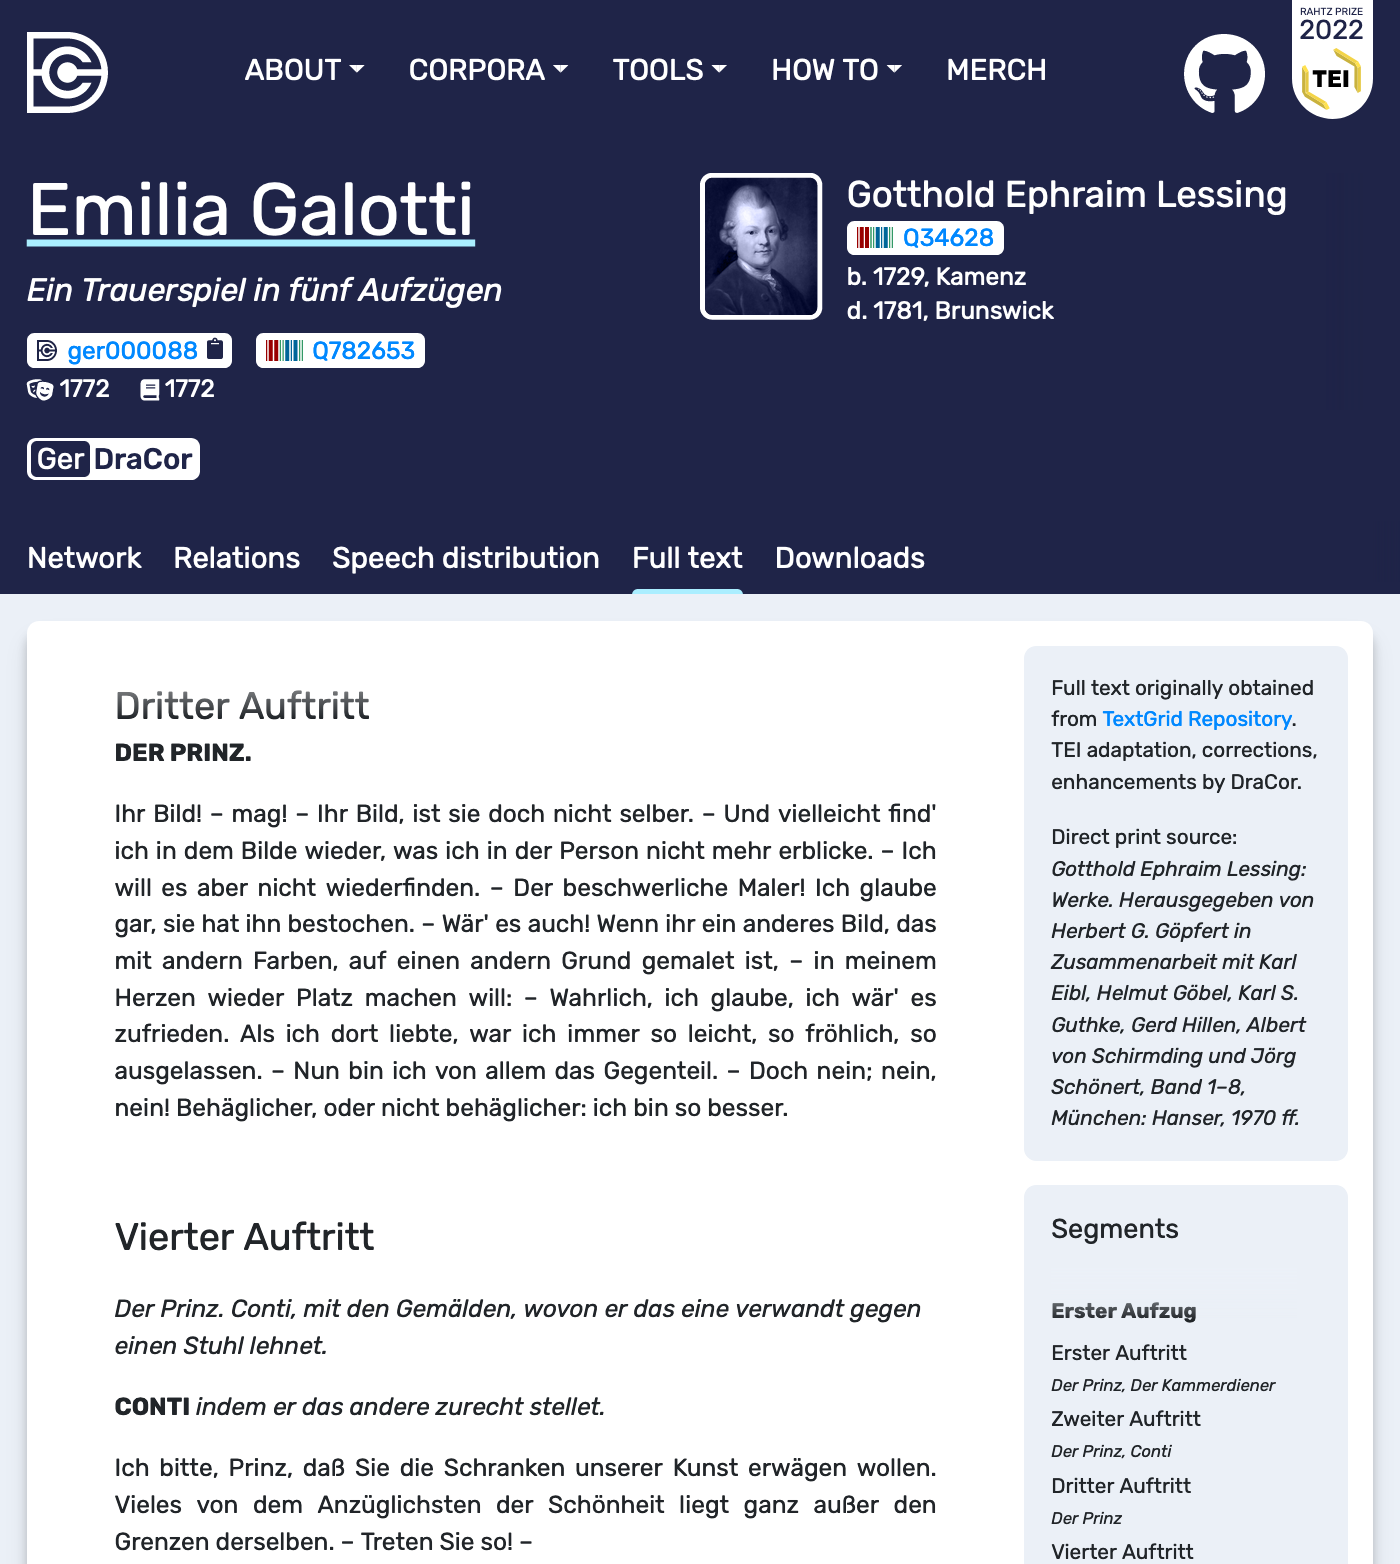 ABOUT CORPORA TOOLS HOW TO MERCH
RAHTZ PRIZE
2022
TEI
Emilia Galotti
Ein Trauerspiel in fünf Aufzügen
ger000088 Q782653
1772 1772
Ger DraCor
Gotthold Ephraim Lessing
Q34628
b. 1729, Kamenz
d. 1781, Brunswick
Network Relations Speech distribution Full text Downloads
Dritter Auftritt
DER PRINZ.
Ihr Bild! – mag! – Ihr Bild, ist sie doch nicht selber. – Und vielleicht find'
ich in dem Bilde wieder, was ich in der Person nicht mehr erblicke. – Ich
will es aber nicht wiederfinden. – Der beschwerliche Maler! Ich glaube
gar, sie hat ihn bestochen. – Wär' es auch! Wenn ihr ein anderes Bild, das
mit andern Farben, auf einen andern Grund gemalet ist, – in meinem
Herzen wieder Platz machen will: – Wahrlich, ich glaube, ich wär' es
zufrieden. Als ich dort liebte, war ich immer so leicht, so fröhlich, so
ausgelassen. – Nun bin ich von allem das Gegenteil. – Doch nein; nein,
nein! Behäglicher, oder nicht behäglicher: ich bin so besser.
Vierter Auftritt
Der Prinz. Conti, mit den Gemälden, wovon er das eine verwandt gegen
einen Stuhl lehnet.
CONTI indem er das andere zurecht stellet.
Ich bitte, Prinz, daß Sie die Schranken unserer Kunst erwägen wollen.
Vieles von dem Anzüglichsten der Schönheit liegt ganz außer den
Grenzen derselben. – Treten Sie so! –
Full text originally obtained
from TextGrid Repository.
TEI adaptation, corrections,
enhancements by DraCor.
Direct print source:
Gotthold Ephraim Lessing:
Werke. Herausgegeben von
Herbert G. Göpfert in
Zusammenarbeit mit Karl
Eibl, Helmut Göbel, Karl S.
Guthke, Gerd Hillen, Albert
von Schirmding und Jörg
Schönert, Band 1–8,
München: Hanser, 1970 ff.
Segments
Erster Aufzug
Erster Auftritt
Der Prinz, Der Kammerdiener
Zweiter Auftritt
Der Prinz, Conti
Dritter Auftritt
Der Prinz
Vierter Auftritt